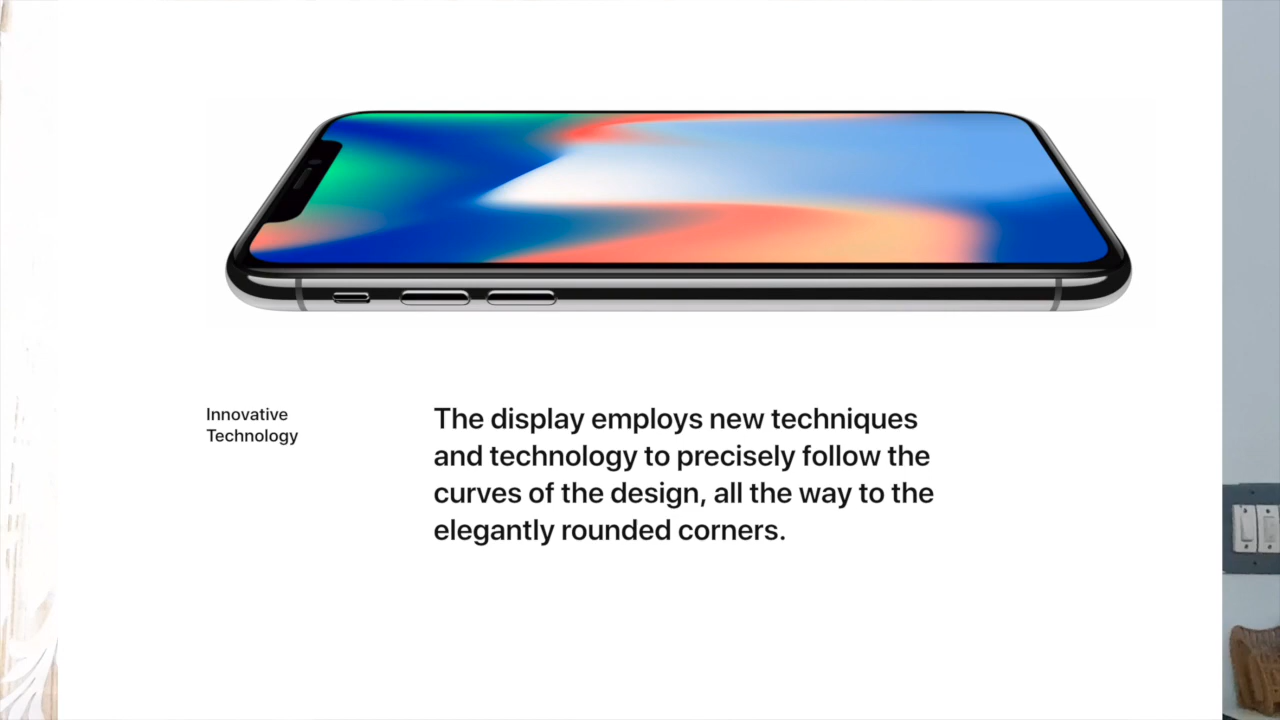 Innovative
Technology
The display employs new techniques
and technology to precisely follow the
curves of the design, all the way to the
elegantly rounded corners.